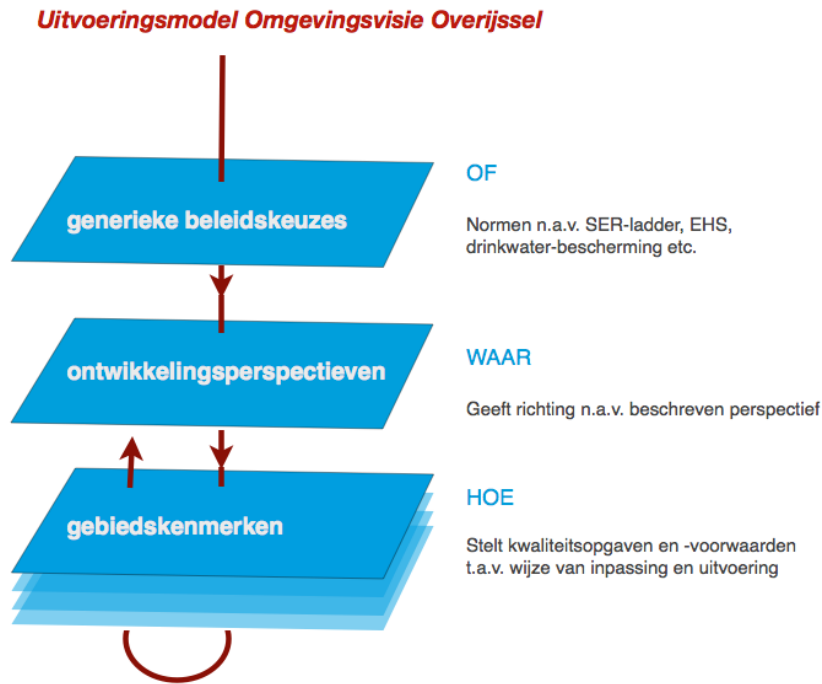 Uitvoeringsmodel Omgevingsvisie Overijssel
generieke beleidskeuzes
OF
Normen n.a.v. SER-ladder, EHS,
drinkwater-bescherming etc.
ontwikkelingsperspectieven
WAAR
Geeft richting n.a.v. beschreven perspectief
gebiedskenmerken
HOE
Stelt kwaliteitsopgaven en -voorwaarden
t.a.v. wijze van inpassing en uitvoering